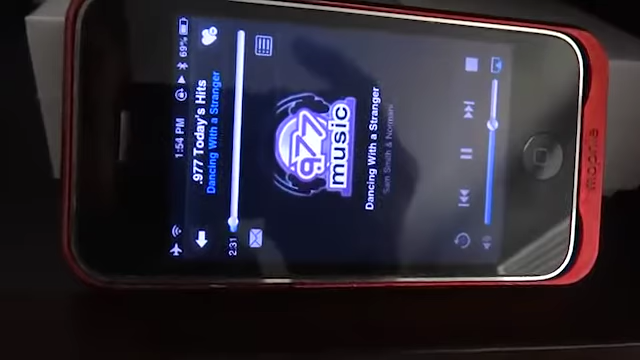 1:54 PM
69%
.977 Today's Hits
Dancing With a Stranger
2:31
.977
music
Dancing With a Stranger
Sam Smith & Normani
mophie